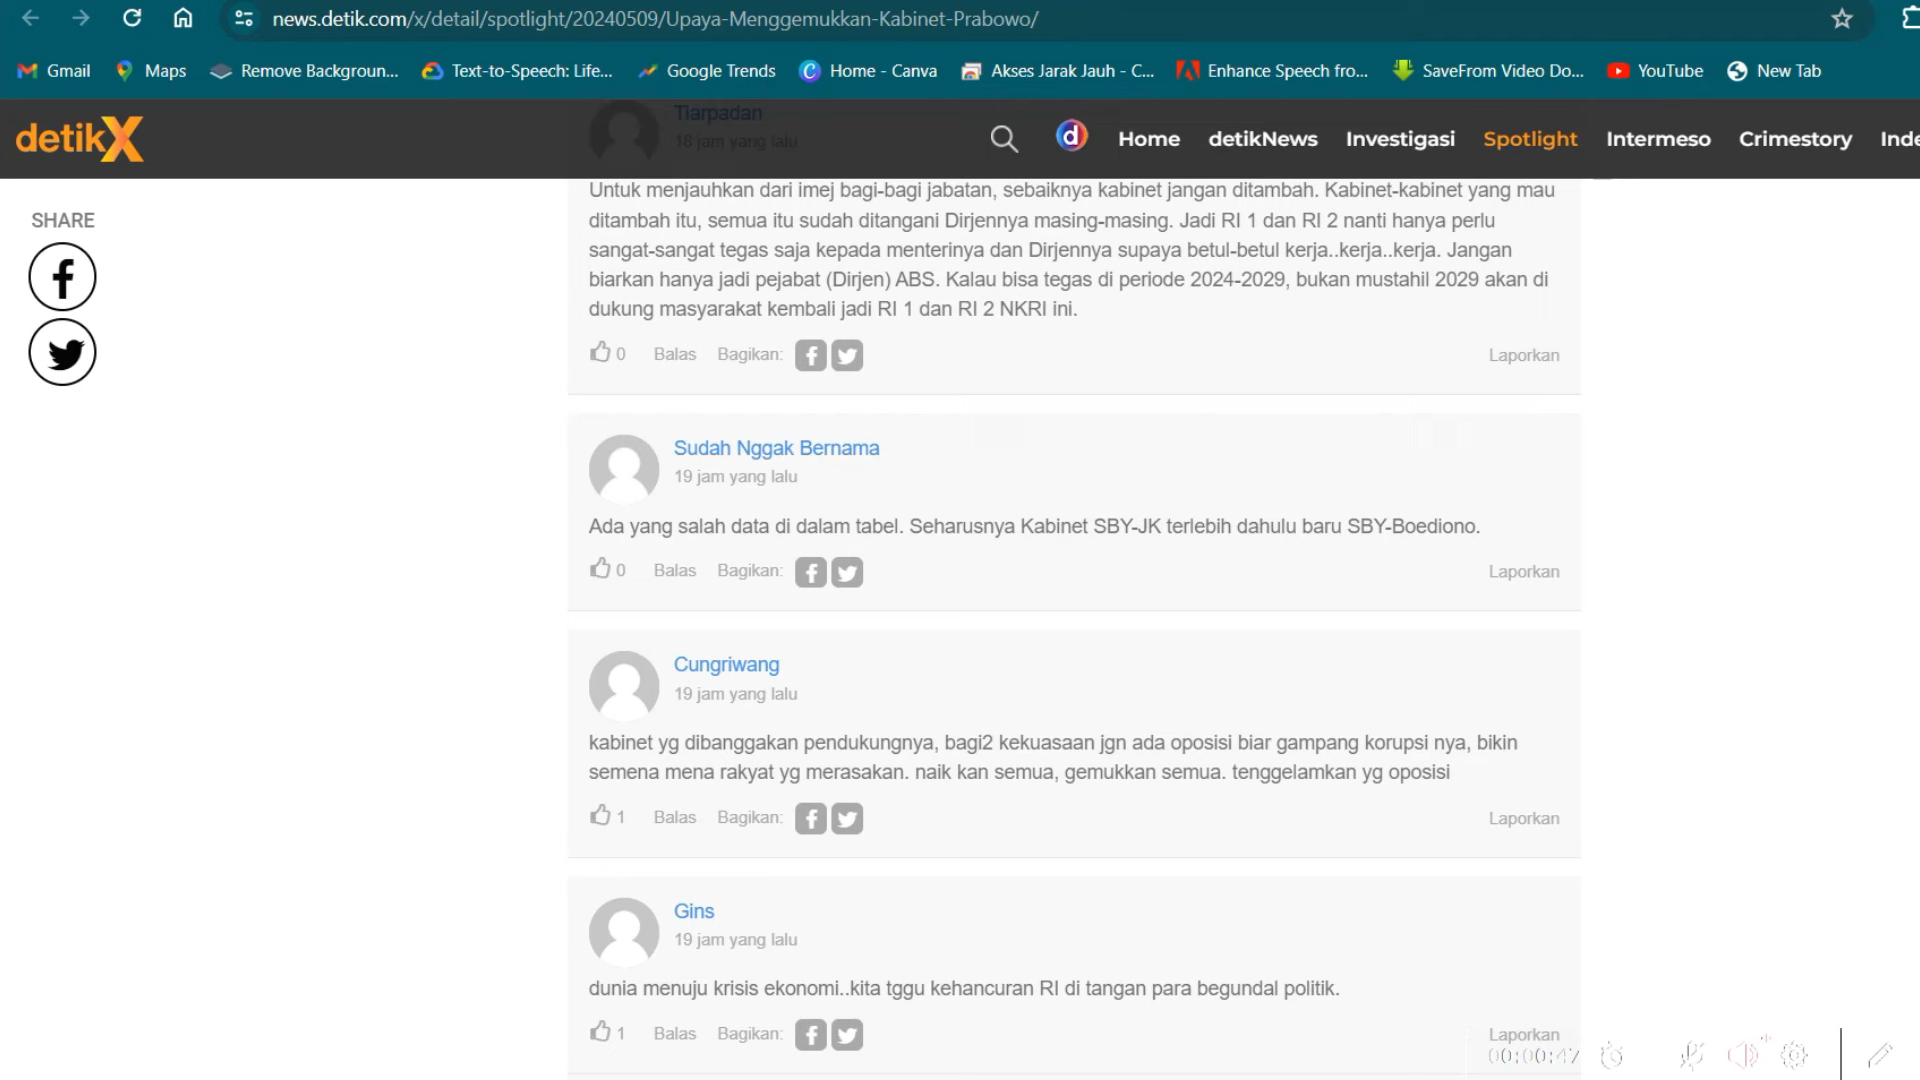 news.detik.com/x/detail/spotlight/20240509/Upaya-Menggemukkan-Kabinet-Prabowo/
Gmail Maps Remove Backgroun... Text-to-Speech: Life... Google Trends Home - Canva Akses Jarak Jauh - C... Enhance Speech fro... SaveFrom Video Do... YouTube New Tab
detikX Home detikNews Investigasi Spotlight Intermeso Crimestory Inde
Tiarpadan
18 jam yang lalu
SHARE
Untuk menjauhkan dari imej bagi-bagi jabatan, sebaiknya kabinet jangan ditambah. Kabinet-kabinet yang mau
ditambah itu, semua itu sudah ditangani Dirjennya masing-masing. Jadi RI 1 dan RI 2 nanti hanya perlu
sangat-sangat tegas saja kepada menterinya dan Dirjennya supaya betul-betul kerja..kerja..kerja. Jangan
biarkan hanya jadi pejabat (Dirjen) ABS. Kalau bisa tegas di periode 2024-2029, bukan mustahil 2029 akan di
dukung masyarakat kembali jadi RI 1 dan RI 2 NKRI ini.
0 Balas Bagikan: Laporkan
Sudah Nggak Bernama
19 jam yang lalu
Ada yang salah data di dalam tabel. Seharusnya Kabinet SBY-JK terlebih dahulu baru SBY-Boediono.
0 Balas Bagikan: Laporkan
Cungriwang
19 jam yang lalu
kabinet yg dibanggakan pendukungnya, bagi2 kekuasaan jgn ada oposisi biar gampang korupsi nya, bikin
semena mena rakyat yg merasakan. naik kan semua, gemukkan semua. tenggelamkan yg oposisi
1 Balas Bagikan: Laporkan
Gins
19 jam yang lalu
dunia menuju krisis ekonomi..kita tggu kehancuran RI di tangan para begundal politik.
1 Balas Bagikan: Laporkan
00:00:47